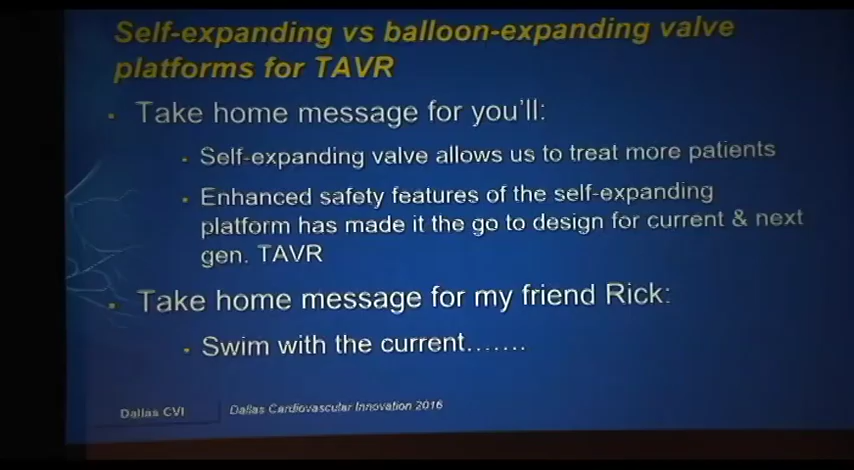 Self-expanding vs balloon-expanding valve
platforms for TAVR
Take home message for you'll:
Self-expanding valve allows us to treat more patients
Enhanced safety features of the self-expanding
platform has made it the go to design for current & next
gen. TAVR
Take home message for my friend Rick:
Swim with the current.......
Dallas CVI
Dallas Cardiovascular Innovation 2016